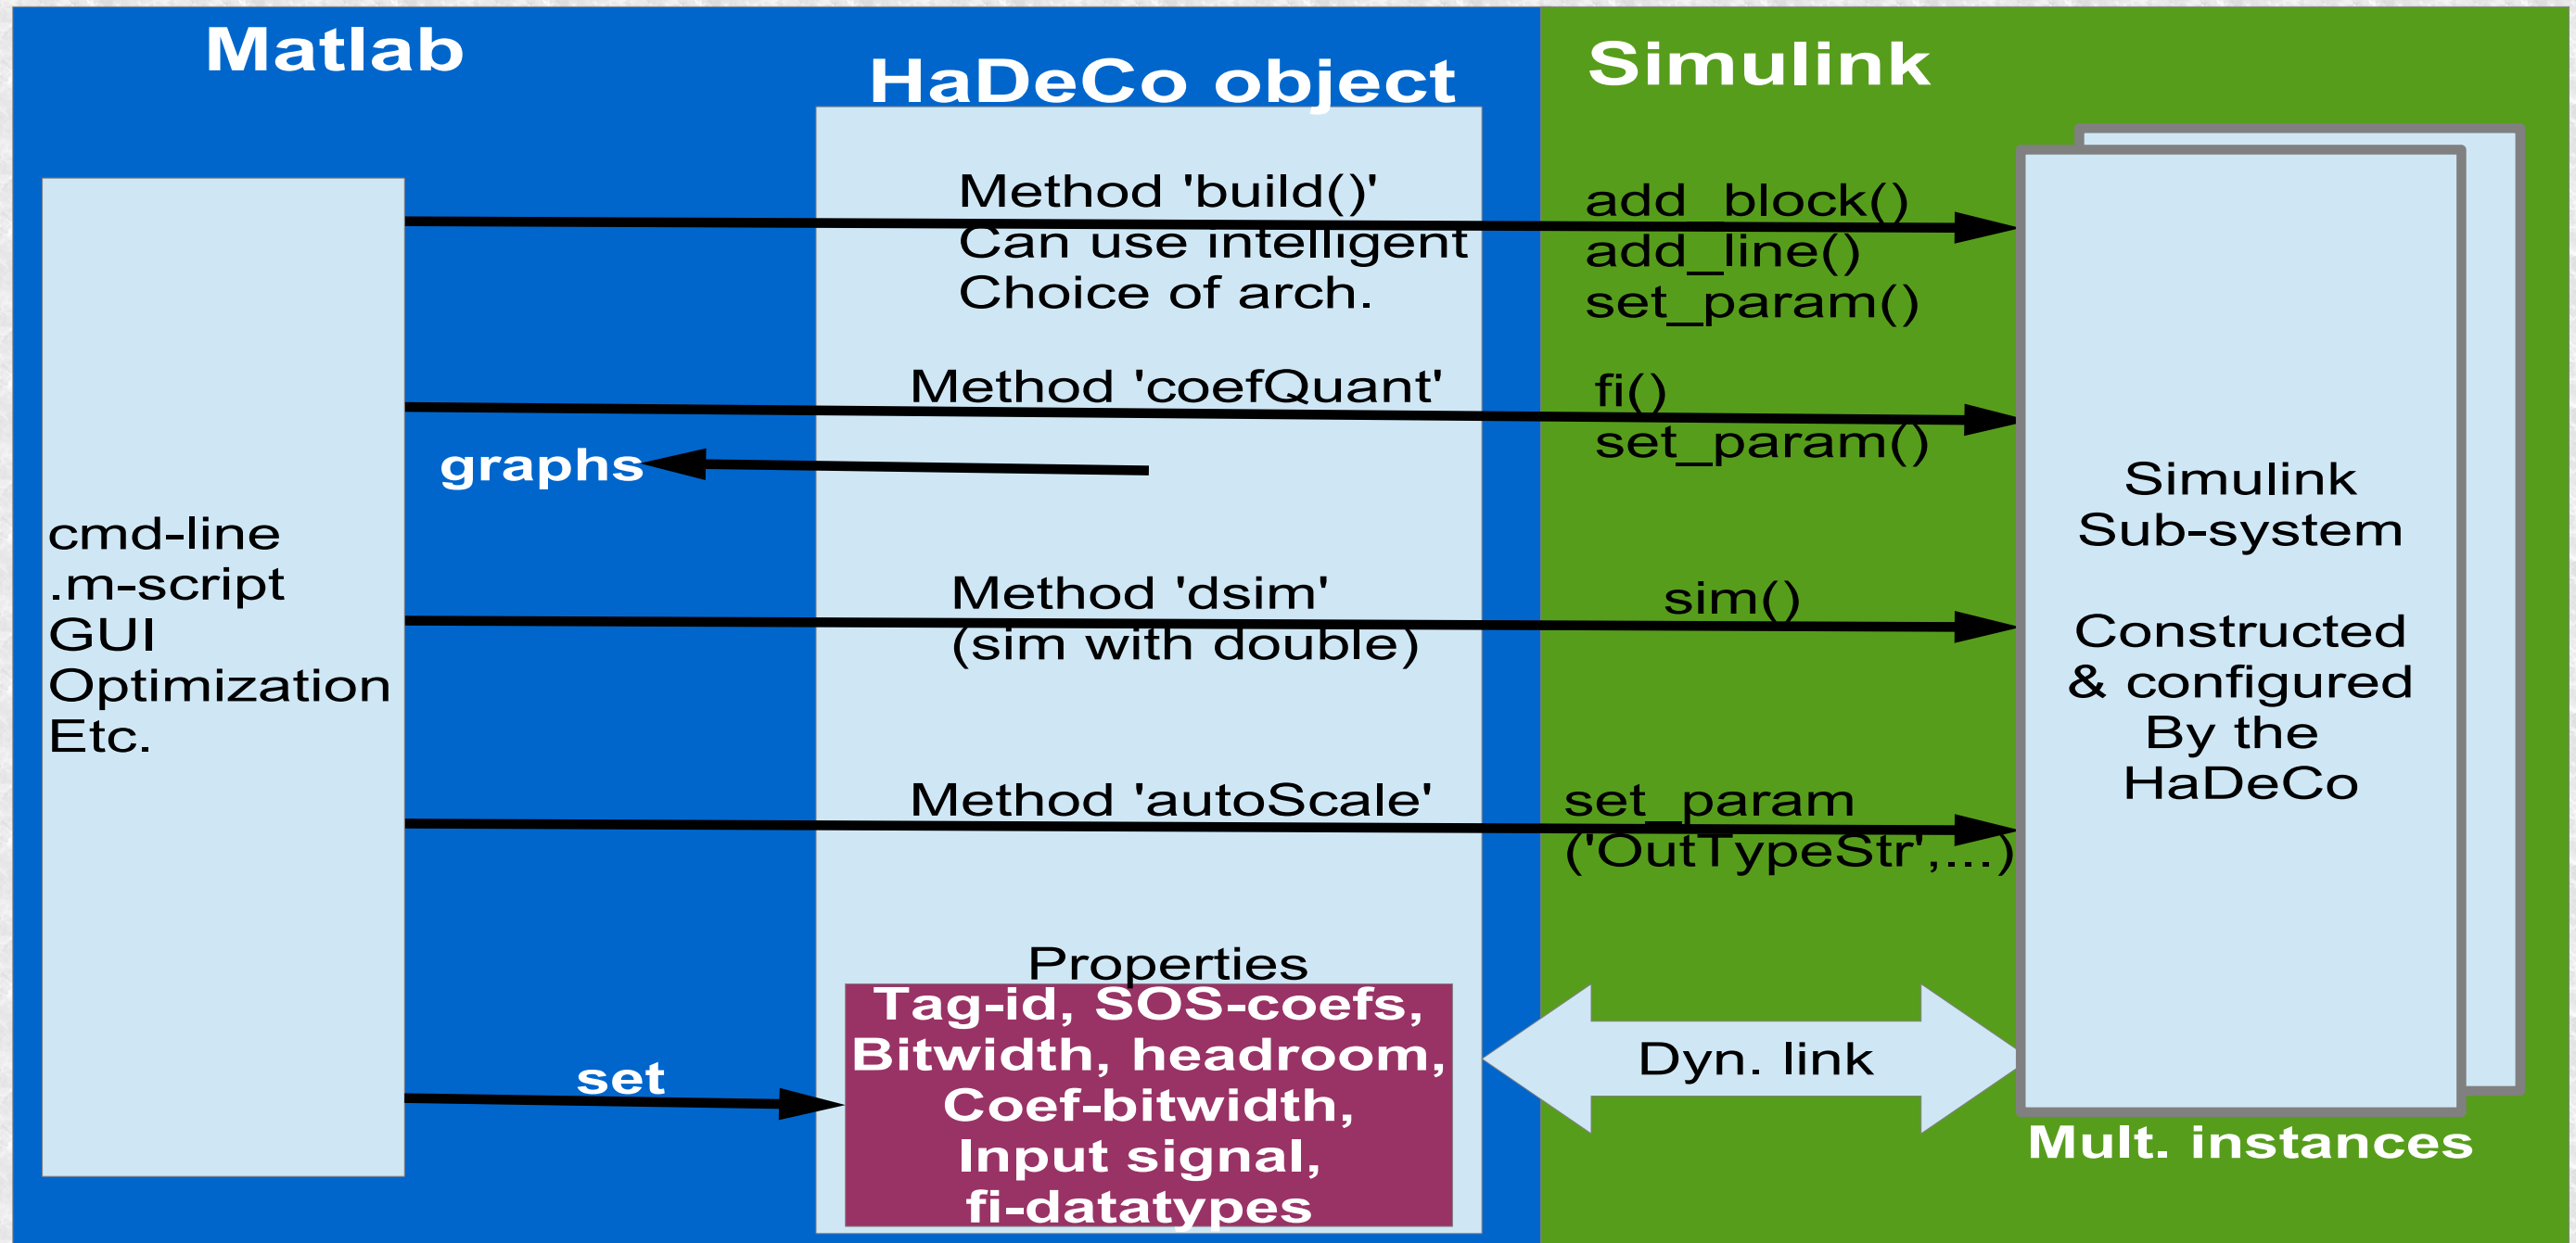 Matlab
HaDeCo object
Simulink
cmd-line
.m-script
GUI
Optimization
Etc.
Method 'build()'
Can use intelligent
Choice of arch.
add_block()
add_line()
set_param()
Method 'coefQuant'
fi()
set_param()
graphs
Method 'dsim'
(sim with double)
sim()
Method 'autoScale'
set_param
('OutTypeStr',...)
Properties
Tag-id, SOS-coefs,
Bitwidth, headroom,
Coef-bitwidth,
Input signal,
fi-datatypes
set
Dyn. link
Simulink
Sub-system
Constructed
& configured
By the
HaDeCo
Mult. instances